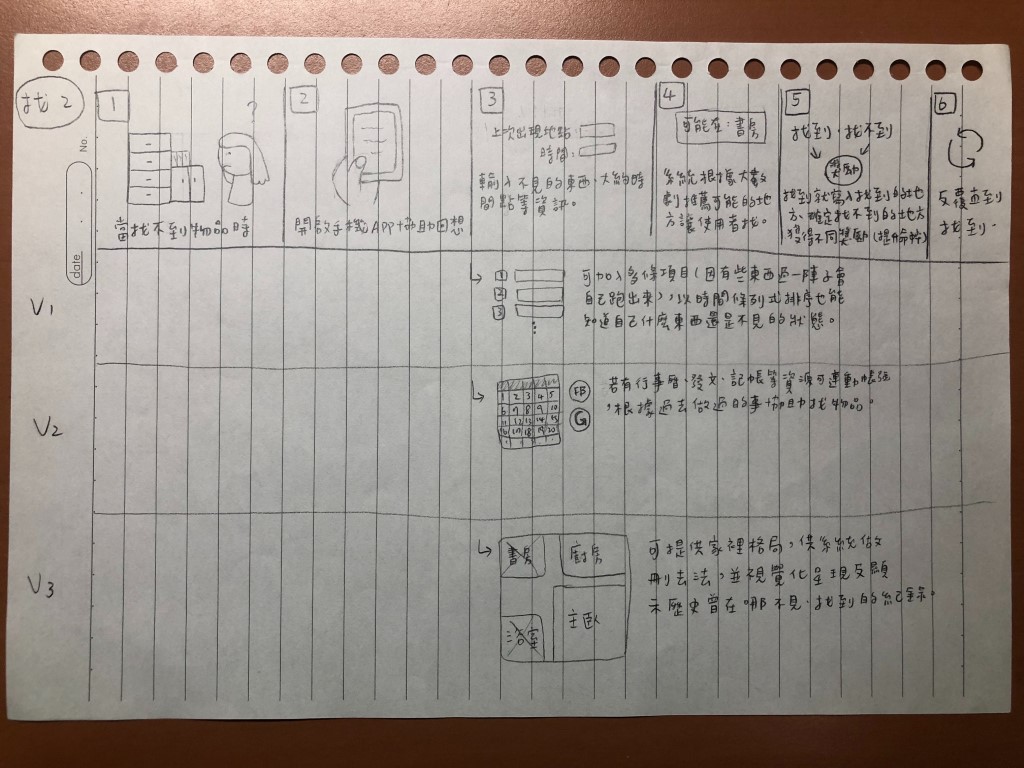 找2
No.
date
1
?
當找不到物品時
2
開啟手機APP協助回想
3
上次出現地點：
時間：
輸入不見的東西、大約時
間點等資訊。
4
可能在：書房
系統根據大數
劇推薦可能的地
方讓使用者找。
5
找到、找不到
獎勵
找到就寫入找到的地
方、確定找不到的地方
獲得不同獎勵(提倫幹)
6
反覆直到
找到.
V1
1
2
3
可加入多條項目(因有些東西過一陣子會
自己跑出來),以時間條列式排序也能
知道自己什麼東西還是不見的狀態。
V2
1 2 3 4 5
6 7 8 9 10
11 12 13 14 15
16 17 18 19 20
FB
G
若有行事曆、發文、記帳等資源可連動帳號
,根據過去做過的事協助找物品。
V3
書房
廚房
浴室
主臥
可提供家裡格局,供系統做
刪去法,並視覺化呈現及顯
示歷史曾在哪不見、找到的紀錄。